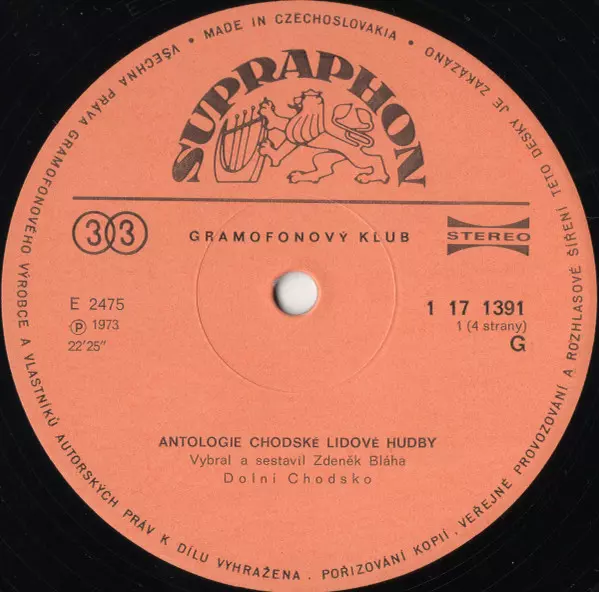 MADE IN CZECHOSLOVAKIA • VŠECHNA PRÁVA GRAMOFONOVÉHO VÝROBCE A VLASTNÍKŮ AUTORSKÝCH PRÁV K DÍLU VYHRAŽENA . POŘIZOVÁNÍ KOPIÍ . VEŘEJNÉ PROVOZOVÁNÍ A ROZHLASOVÉ ŠÍŘENÍ TÉTO DESKY JE ZAKÁZÁNO •
SUPRAPHON
33
GRAMOFONOVÝ KLUB
STEREO
E 2475
Ⓟ 1973
22'25"
1 17 1391
1 (4 strany)
G
ANTOLOGIE CHODSKÉ LIDOVÉ HUDBY
Vybral a sestavil Zdeněk Bláha
Dolní Chodsko